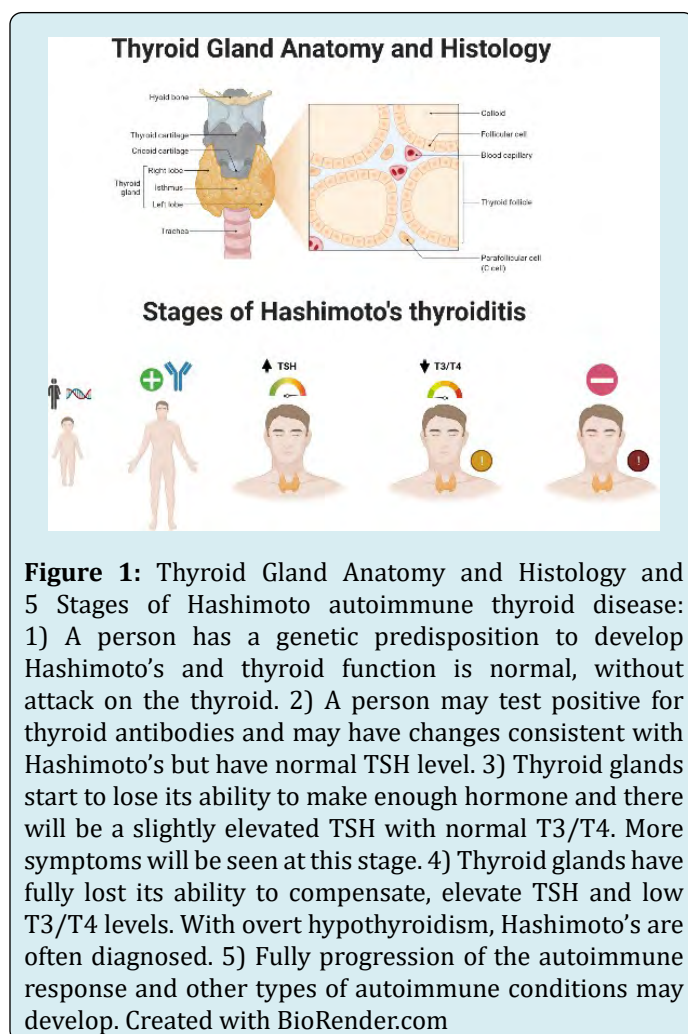 Thyroid Gland Anatomy and Histology
Hyoid bone
Thyroid cartilage
Cricoid cartilage
Right lobe
Thyroid gland
Isthmus
Left lobe
Trachea
Colloid
Follicular cell
Blood capillary
Thyroid follicle
Parafollicular cell
(C cell)
Stages of Hashimoto's thyroiditis
TSH
T3/T4
!
!
Figure 1: Thyroid Gland Anatomy and Histology and
5 Stages of Hashimoto autoimmune thyroid disease:
1) A person has a genetic predisposition to develop
Hashimoto's and thyroid function is normal, without
attack on the thyroid. 2) A person may test positive for
thyroid antibodies and may have changes consistent with
Hashimoto's but have normal TSH level. 3) Thyroid glands
start to lose its ability to make enough hormone and there
will be a slightly elevated TSH with normal T3/T4. More
symptoms will be seen at this stage. 4) Thyroid glands have
fully lost its ability to compensate, elevate TSH and low
T3/T4 levels. With overt hypothyroidism, Hashimoto's are
often diagnosed. 5) Fully progression of the autoimmune
response and other types of autoimmune conditions may
develop. Created with BioRender.com